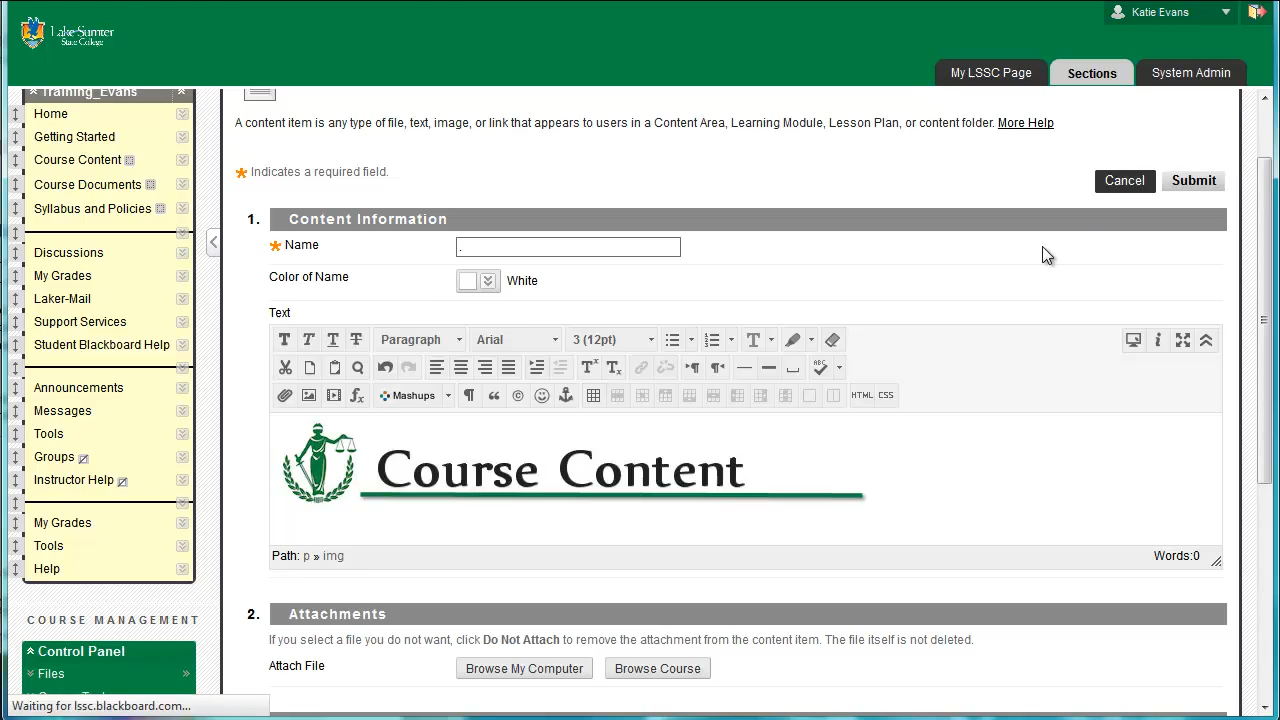 Lake-Sumter
State College
Katie Evans
My LSSC Page
Sections
System Admin
Training_Evans
Home
Getting Started
Course Content
Course Documents
Syllabus and Policies
Discussions
My Grades
Laker-Mail
Support Services
Student Blackboard Help
Announcements
Messages
Tools
Groups
Instructor Help
My Grades
Tools
Help
COURSE MANAGEMENT
Control Panel
Files
Waiting for lssc.blackboard.com...
A content item is any type of file, text, image, or link that appears to users in a Content Area, Learning Module, Lesson Plan, or content folder. More Help
Indicates a required field.
Cancel
Submit
1. Content Information
Name
.
Color of Name
White
Text
T T T T Paragraph Arial 3 (12pt) T
Tx Tx ABC
fx Mashups HTML CSS
Course Content
Path: p » img
Words:0
2. Attachments
If you select a file you do not want, click Do Not Attach to remove the attachment from the content item. The file itself is not deleted.
Attach File
Browse My Computer
Browse Course